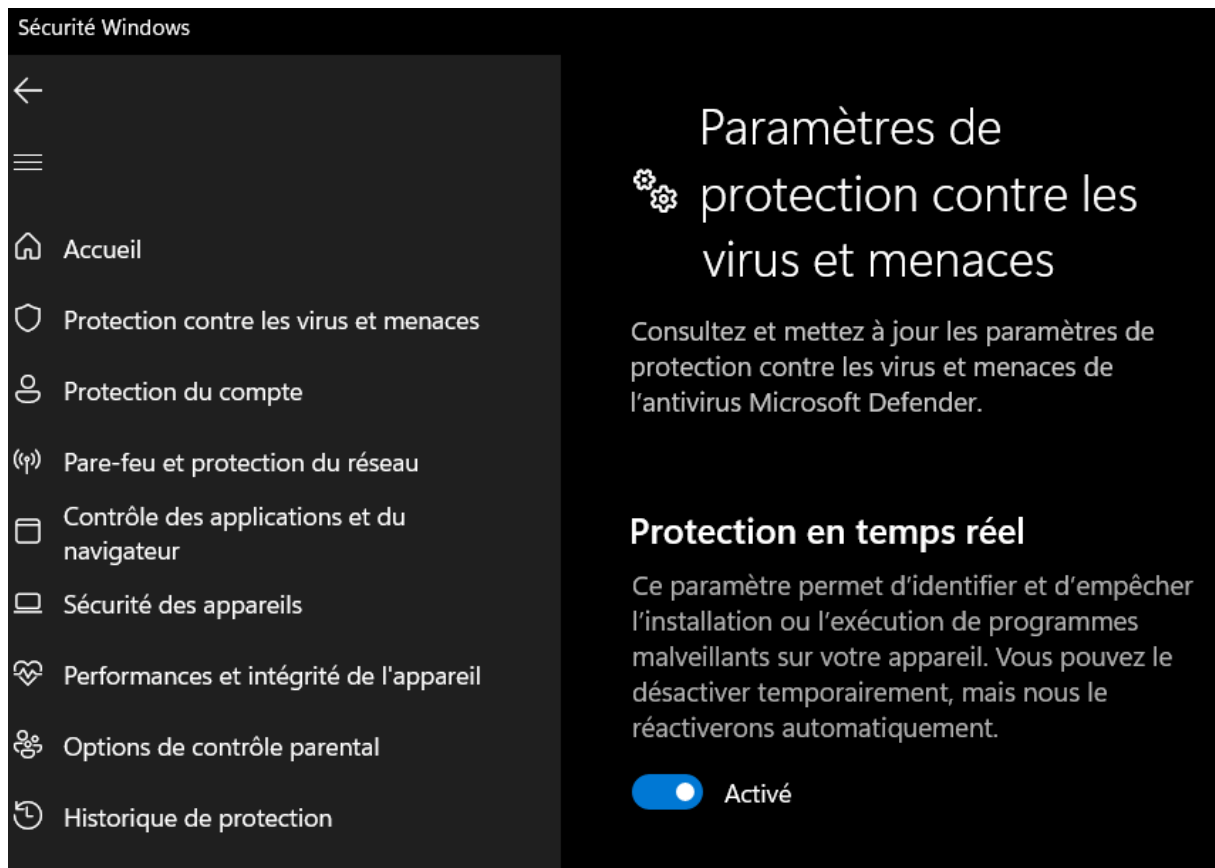 Sécurité Windows
Accueil
Protection contre les virus et menaces
Protection du compte
Pare-feu et protection du réseau
Contrôle des applications et du
navigateur
Sécurité des appareils
Performances et intégrité de l'appareil
Options de contrôle parental
Historique de protection
Paramètres de
protection contre les
virus et menaces
Consultez et mettez à jour les paramètres de
protection contre les virus et menaces de
l’antivirus Microsoft Defender.
Protection en temps réel
Ce paramètre permet d’identifier et d’empêcher
l’installation ou l’exécution de programmes
malveillants sur votre appareil. Vous pouvez le
désactiver temporairement, mais nous le
réactiverons automatiquement.
Activé